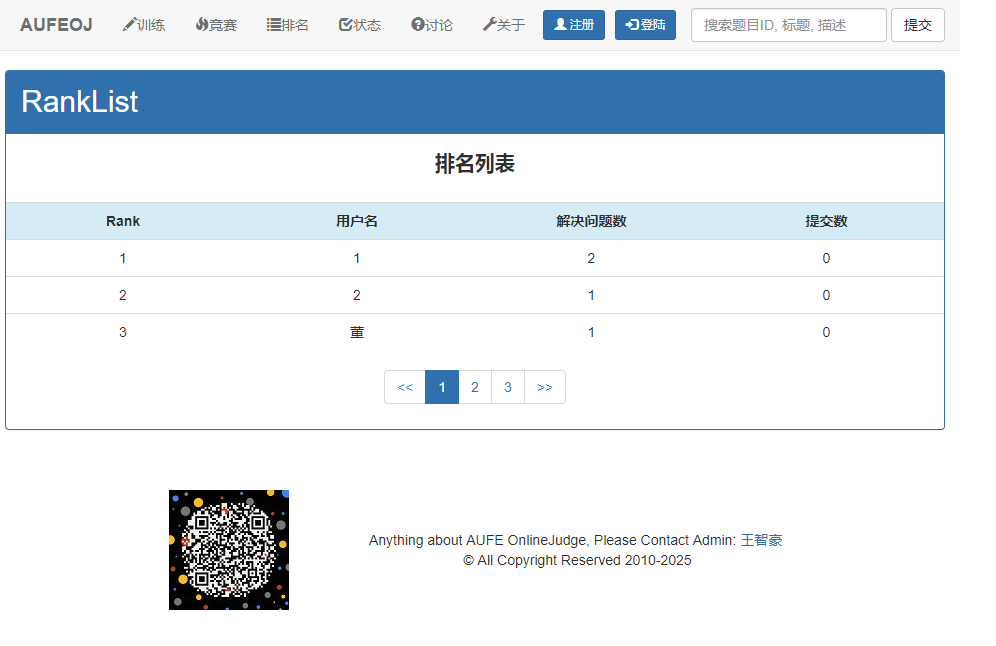 AUFEOJ 训练 竞赛 排名 状态 讨论 关于 注册 登陆 搜索题目ID, 标题, 描述 提交
RankList
排名列表
Rank 用户名 解决问题数 提交数
1 1 2 0
2 2 1 0
3 董 1 0
<< 1 2 3 >>
Anything about AUFE OnlineJudge, Please Contact Admin: 王智豪
© All Copyright Reserved 2010-2025